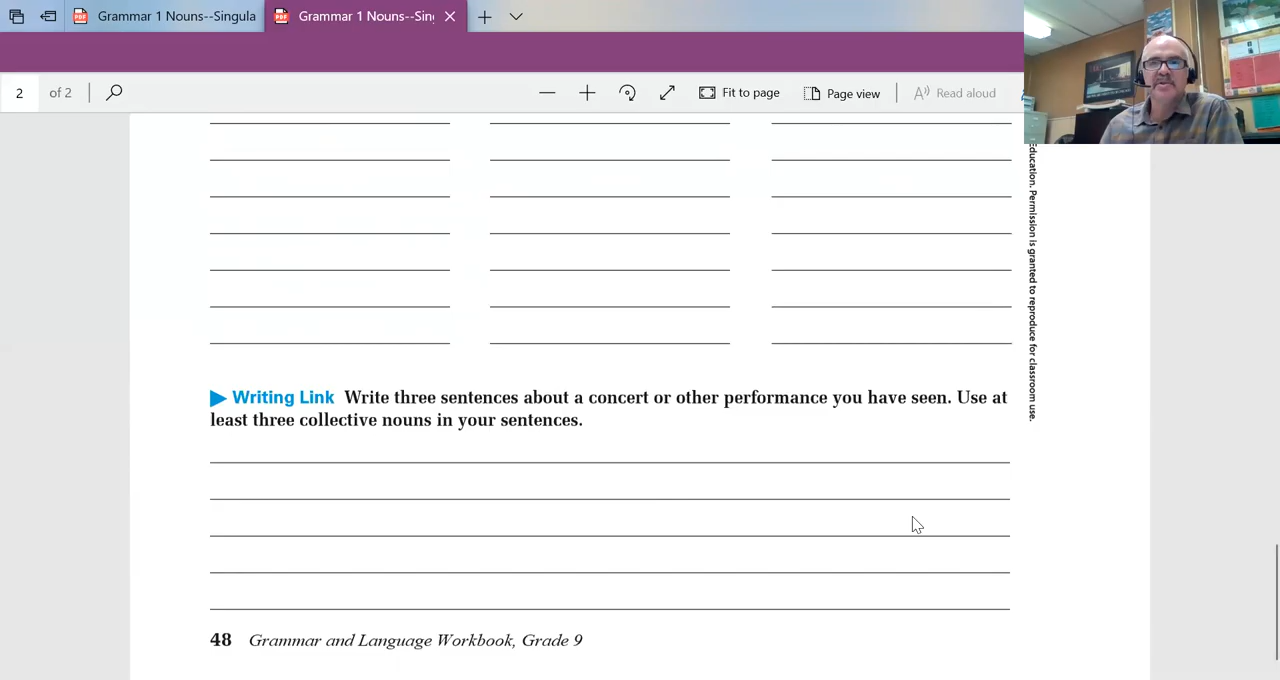 Grammar 1 Nouns--Singula
Grammar 1 Nouns--Sin
2 of 2
Fit to page
Page view
Read aloud
Education. Permission is granted to reproduce for classroom use.
Writing Link Write three sentences about a concert or other performance you have seen. Use at
least three collective nouns in your sentences.
48 Grammar and Language Workbook, Grade 9